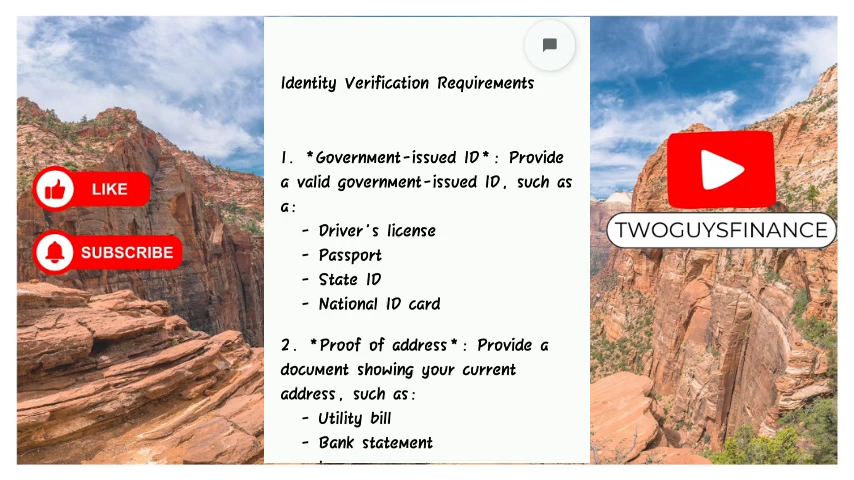 Identity Verification Requirements
1. *Government-issued ID*: Provide
a valid government-issued ID, such as
a:
- Driver's license
- Passport
- State ID
- National ID card
2. *Proof of address*: Provide a
document showing your current
address, such as:
- Utility bill
- Bank statement
LIKE
SUBSCRIBE
TWOGUYSFINANCE